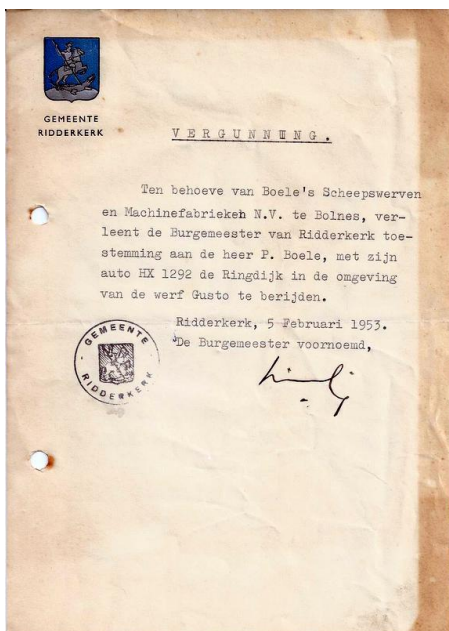 GEMEENTE
RIDDERKERK
VERGUNNING.
Ten behoeve van Boele's Scheepswerven
en Machinefabrieken N.V. te Bolnes, ver-
leent de Burgemeester van Ridderkerk toe-
stemming aan de heer P. Boele, met zijn
auto HX 1292 de Ringdijk in de omgeving
van de werf Gusto te berijden.
Ridderkerk, 5 Februari 1953.
De Burgemeester voornoemd,
GEMEENTE
RIDDERKERK